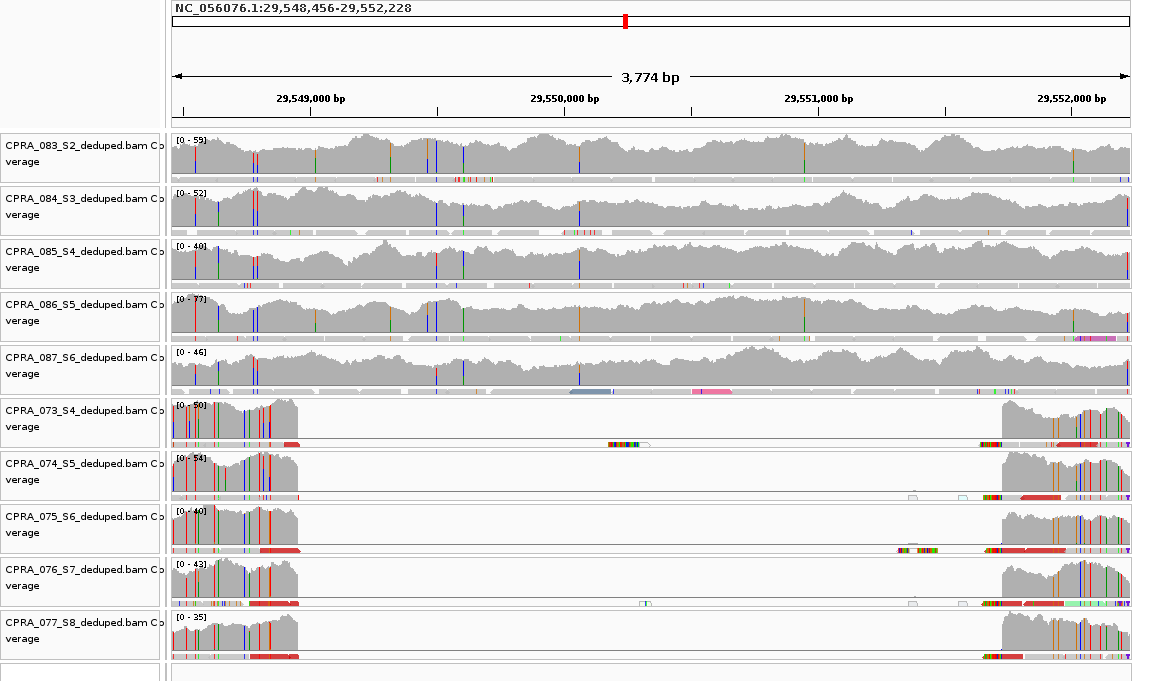 NC_056076.1:29,548,456-29,552,228
3,774 bp
29,549,000 bp 29,550,000 bp 29,551,000 bp 29,552,000 bp
CPRA_083_S2_deduped.bam Co
verage
[0 - 59]
CPRA_084_S3_deduped.bam Co
verage
[0 - 52]
CPRA_085_S4_deduped.bam Co
verage
[0 - 40]
CPRA_086_S5_deduped.bam Co
verage
[0 - 77]
CPRA_087_S6_deduped.bam Co
verage
[0 - 46]
CPRA_073_S4_deduped.bam Co
verage
[0 - 50]
CPRA_074_S5_deduped.bam Co
verage
[0 - 54]
CPRA_075_S6_deduped.bam Co
verage
[0 - 40]
CPRA_076_S7_deduped.bam Co
verage
[0 - 43]
CPRA_077_S8_deduped.bam Co
verage
[0 - 35]